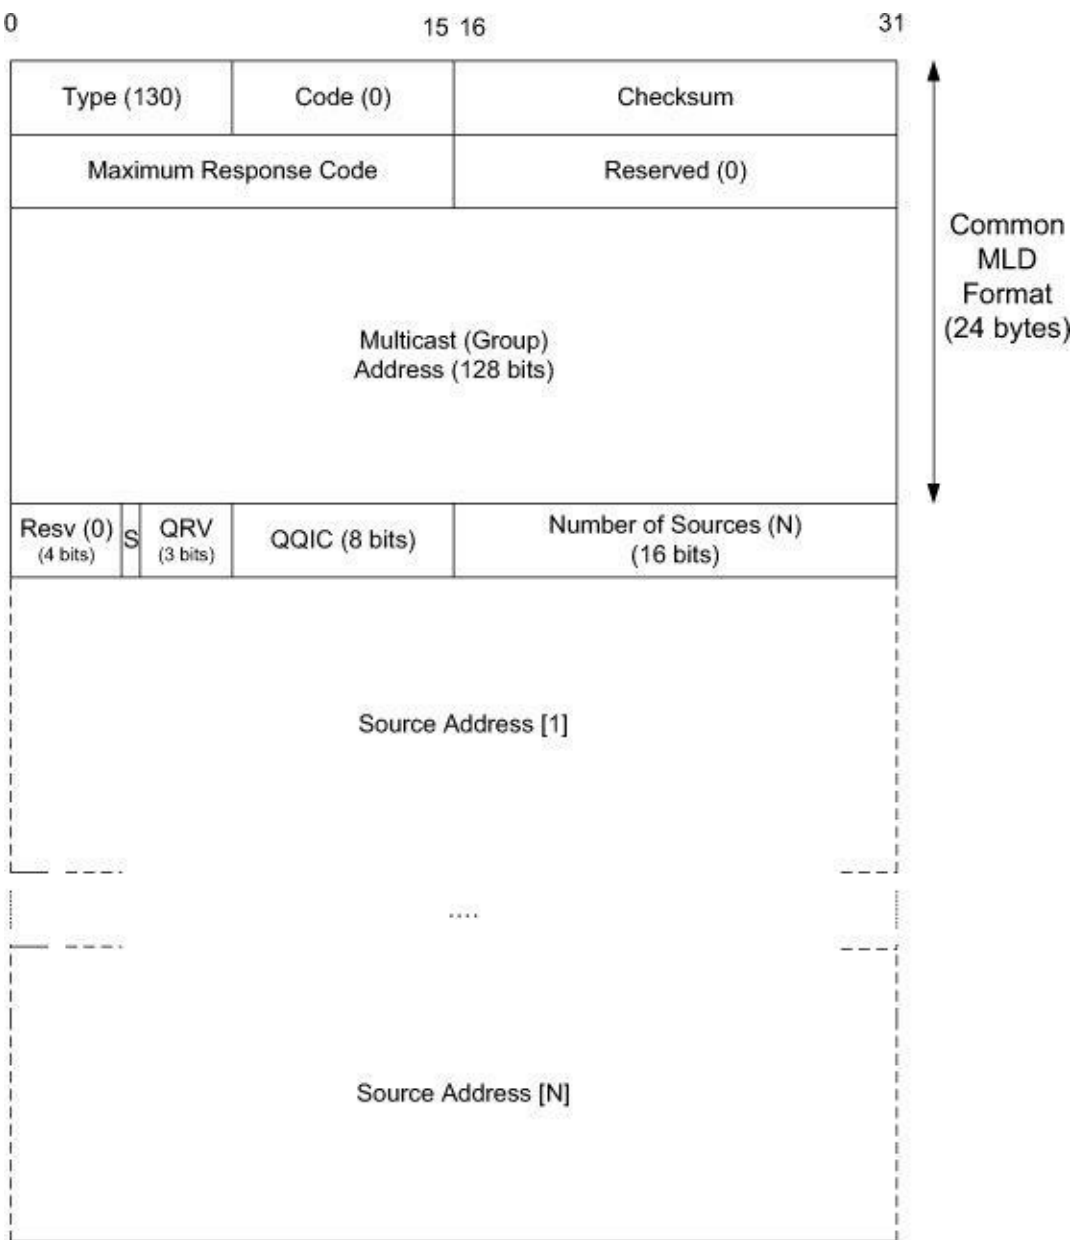 0 15 16 31
Type (130) Code (0) Checksum
Maximum Response Code Reserved (0)
Common
MLD
Format
(24 bytes)
Multicast (Group)
Address (128 bits)
Resv (0)
(4 bits)
S
QRV
(3 bits)
QQIC (8 bits)
Number of Sources (N)
(16 bits)
Source Address [1]
....
Source Address [N]